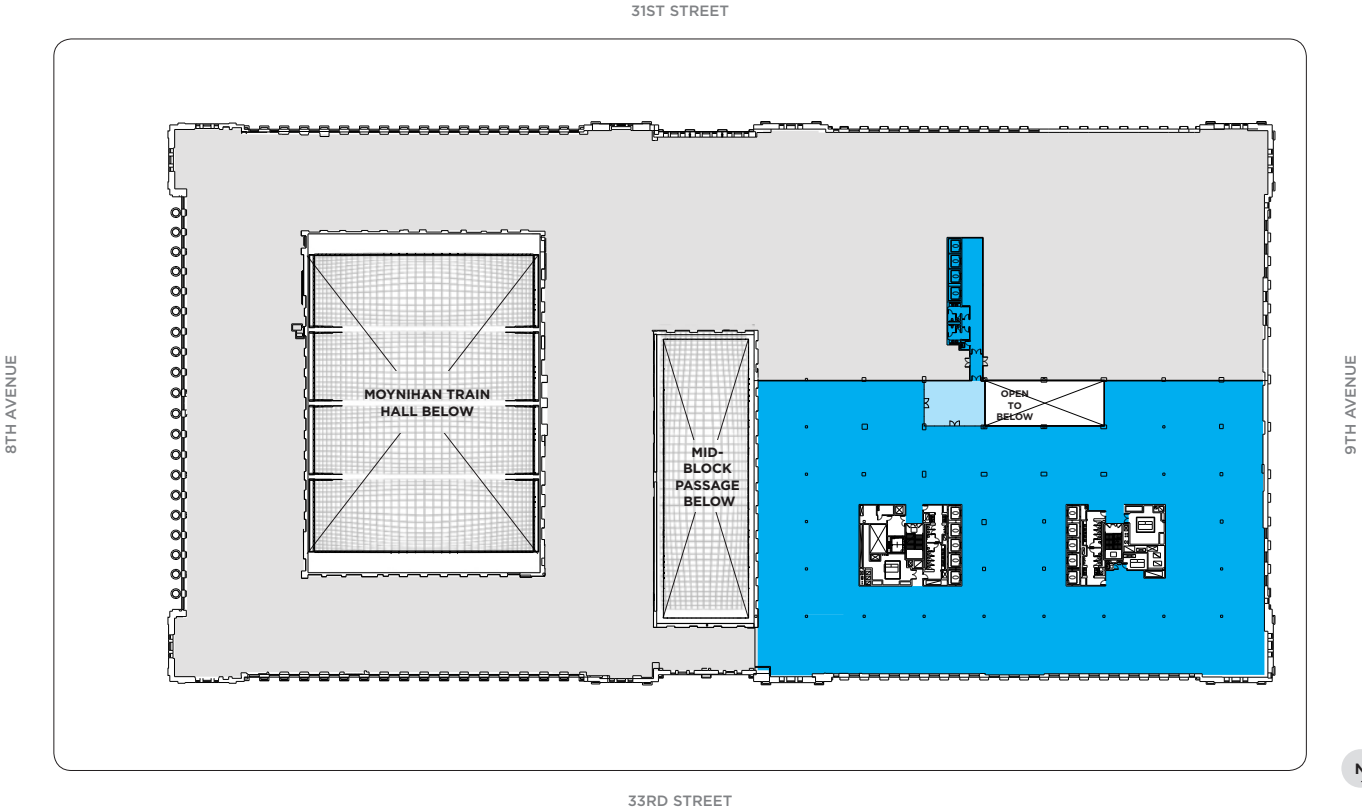 31ST STREET
8TH AVENUE
MOYNIHAN TRAIN
HALL BELOW
MID-
BLOCK
PASSAGE
BELOW
OPEN
TO
BELOW
9TH AVENUE
33RD STREET
N